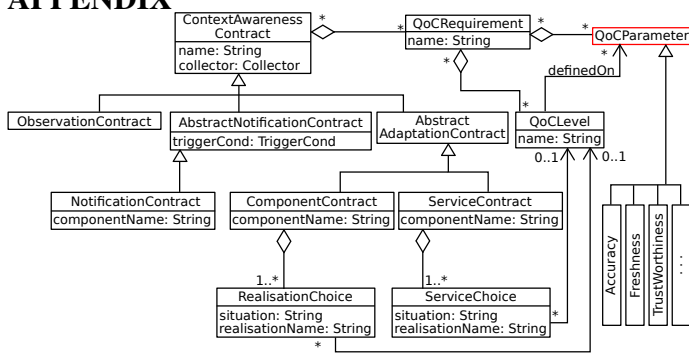 APPENDIX
ContextAwareness
Contract
name: String
collector: Collector
*
*
QoCRequirement
name: String
*
*
QoCParameter
*
definedOn
*
*
ObservationContract
AbstractNotificationContract
triggerCond: TriggerCond
Abstract
AdaptationContract
QoCLevel
name: String
0..1
0..1
NotificationContract
componentName: String
ComponentContract
componentName: String
ServiceContract
componentName: String
Accuracy
Freshness
TrustWorthiness
...
1..*
1..*
RealisationChoice
situation: String
realisationName: String
*
ServiceChoice
situation: String
realisationName: String
*